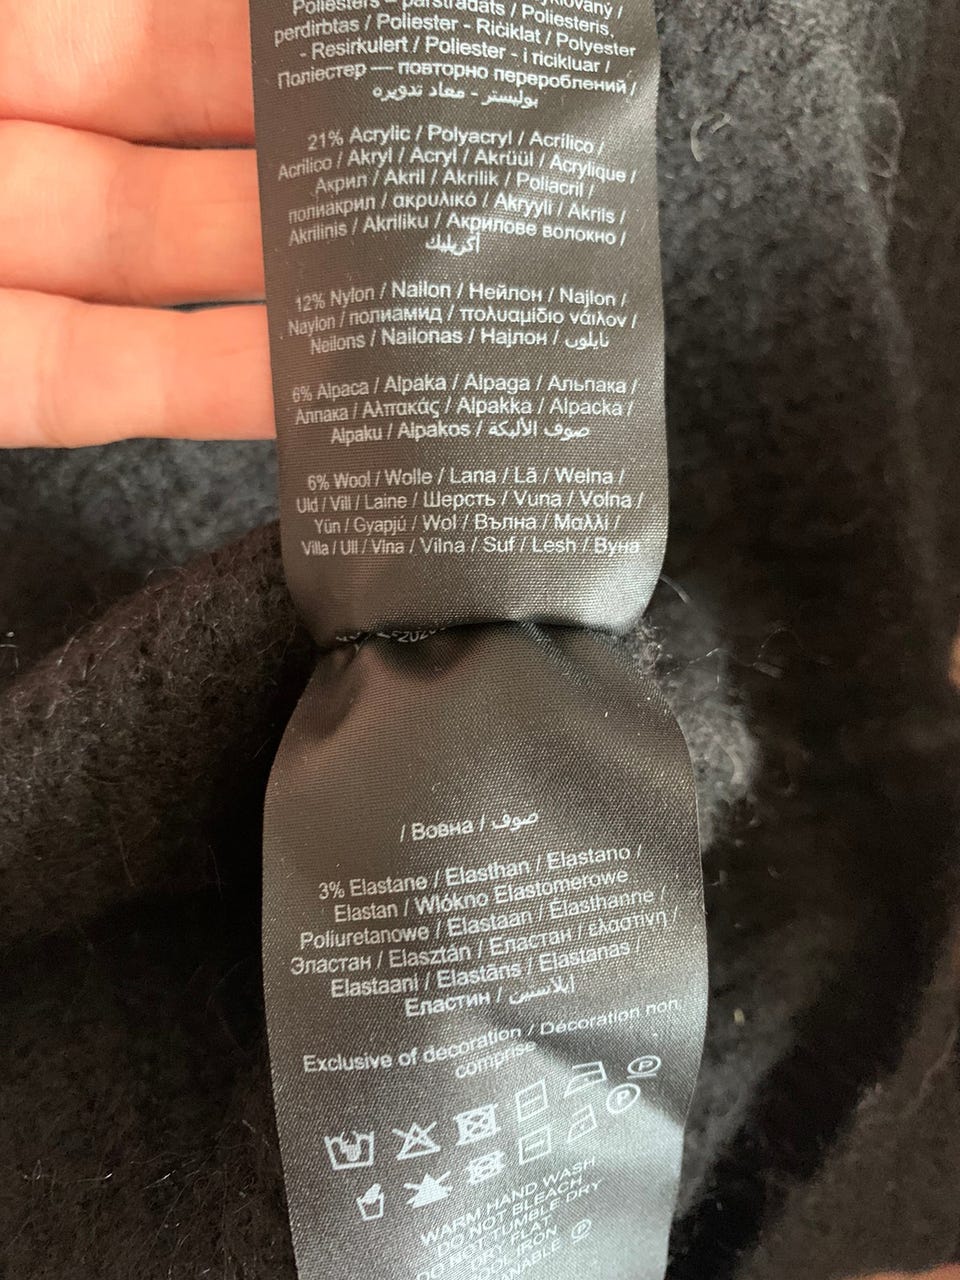 Poliesters – pārstrādāts / Poliesteris,
perdirbtas / Poliester - Riciklat / Polyester
- Resirkulert / Poliester - i ricikluar /
Поліестер — повторно перероблений /
بوليستر - معاد تدويره
21% Acrylic / Polyacryl / Acrílico /
Acrilico / Akryl / Acryl / Akrüül / Acrylique /
Акрил / Akril / Akrilik / Poliacril /
полиакрил / ακρυλικό / Akryyli / Akrils /
Akrilinis / Akriliku / Акрилове волокно /
أكريليك
12% Nylon / Nailon / Нейлон / Najlon /
Naylon / полиамид / πολυαμίδιο νάιλον /
Neilons / Nailonas / Најлон / نايلون
6% Alpaca / Alpaka / Alpaga / Альпака /
Алпака / Αλπακάς / Alpakka / Alpacka /
Alpaku / Alpakos / صوف الألبكة
6% Wool / Wolle / Lana / Lã / Wełna /
Uld / Vill / Laine / Шерсть / Vuna / Volna /
Yün / Gyapjú / Wol / Вълна / Μαλλί /
Villa / Ull / Vlna / Vilna / Suf / Lesh / Вуна
/ Вовна / صوف
3% Elastane / Elasthan / Elastano /
Elastan / Włókno Elastomerowe
Poliuretanowe / Elastaan / Élasthanne /
Эластан / Elasztán / Еластан / ελαστίνη /
Elastaani / Elastāns / Elastanas /
Еластин / إيلاستين
Exclusive of decoration / Décoration non
comprise
P
P
WARM HAND WASH
DO NOT BLEACH
DO NOT TUMBLE DRY
DRY FLAT
COOL IRON
P